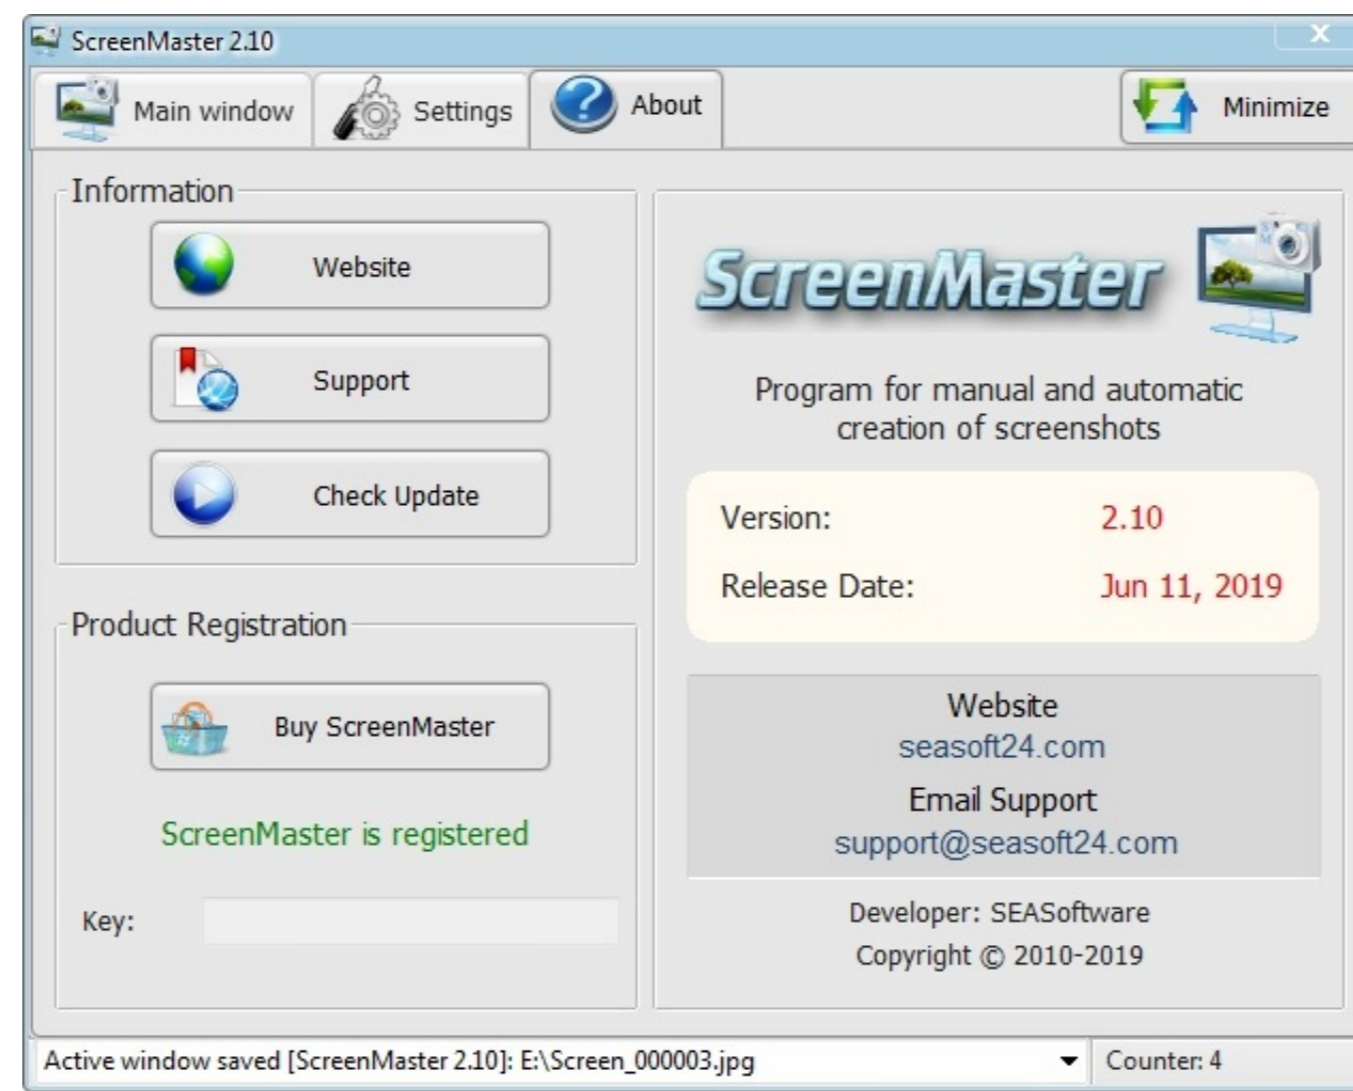 ScreenMaster 2.10
X
Main window
Settings
About
Minimize
Information
Website
Support
Check Update
Product Registration
Buy ScreenMaster
ScreenMaster is registered
Key:
ScreenMaster
S
M
Program for manual and automatic
creation of screenshots
Version: 2.10
Release Date: Jun 11, 2019
Website
seasoft24.com
Email Support
support@seasoft24.com
Developer: SEASoftware
Copyright © 2010-2019
Active window saved [ScreenMaster 2.10]: E:\Screen_000003.jpg
Counter: 4